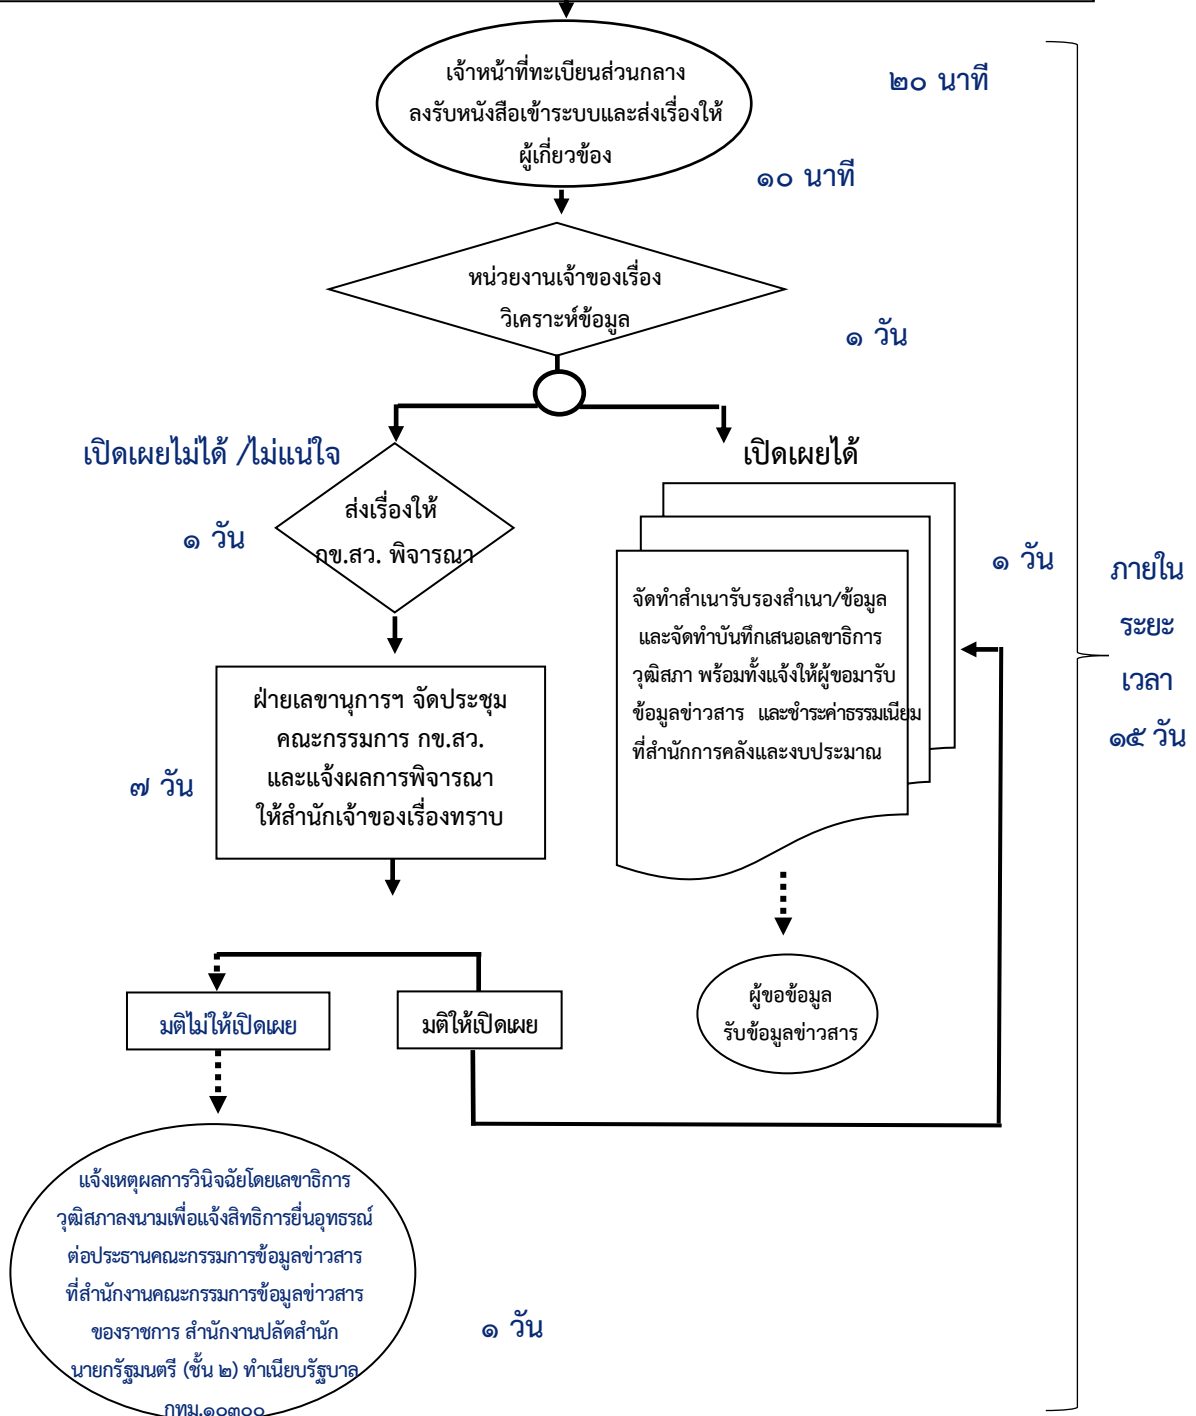 เจ้าหน้าที่ทะเบียนส่วนกลาง
ลงรับหนังสือเข้าระบบและส่งเรื่องให้
ผู้เกี่ยวข้อง
๒๐ นาที
๑๐ นาที
หน่วยงานเจ้าของเรื่อง
วิเคราะห์ข้อมูล
๑ วัน
เปิดเผยไม่ได้ /ไม่แน่ใจ
เปิดเผยได้
ส่งเรื่องให้
กข.สว. พิจารณา
๑ วัน
จัดทำสำเนารับรองสำเนา/ข้อมูล
และจัดทำบันทึกเสนอเลขาธิการ
วุฒิสภา พร้อมทั้งแจ้งให้ผู้ขอมารับ
ข้อมูลข่าวสาร และชำระค่าธรรมเนียม
ที่สำนักการคลังและงบประมาณ
๑ วัน
ภายใน
ระยะ
เวลา
๑๕ วัน
ฝ่ายเลขานุการฯ จัดประชุม
คณะกรรมการ กข.สว.
และแจ้งผลการพิจารณา
ให้สำนักเจ้าของเรื่องทราบ
๗ วัน
มติไม่ให้เปิดเผย
มติให้เปิดเผย
ผู้ขอข้อมูล
รับข้อมูลข่าวสาร
แจ้งเหตุผลการวินิจฉัยโดยเลขาธิการ
วุฒิสภาลงนามเพื่อแจ้งสิทธิการยื่นอุทธรณ์
ต่อประธานคณะกรรมการข้อมูลข่าวสาร
ที่สำนักงานคณะกรรมการข้อมูลข่าวสาร
ของราชการ สำนักงานปลัดสำนัก
นายกรัฐมนตรี (ชั้น ๒) ทำเนียบรัฐบาล
กทม.๑๐๓๐๐
๑ วัน